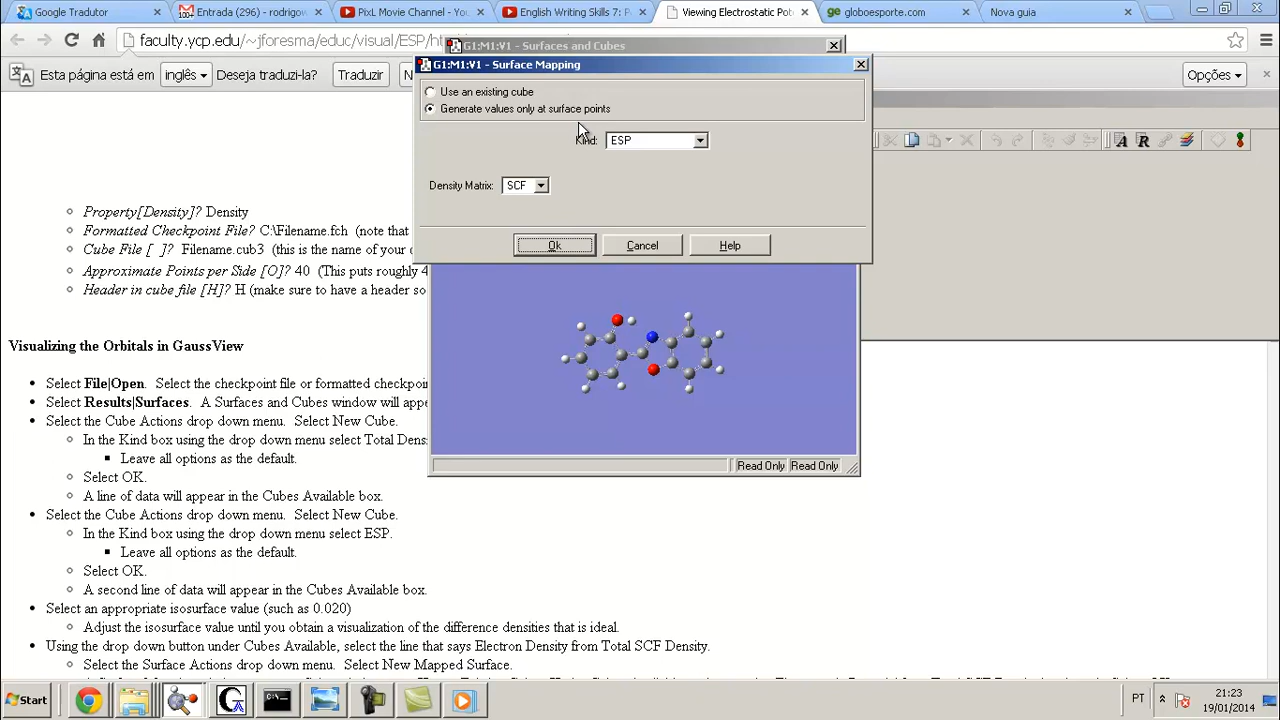 Google Tradutor
Entrada (296) - rodrigow
PixL Movie Channel - You
English Writing Skills 7: P
Viewing Electrostatic Pot
globoesporte.com
Nova guia
100+
faculty.ycp.edu/~jforesma/educ/visual/ESP/ht
Esta página está em
inglês
Deseja traduzi-la?
Traduzir
N
Opções
G1:M1:V1 - Surfaces and Cubes
G1:M1:V1 - Surface Mapping
Use an existing cube
Generate values only at surface points
Kind:
ESP
Density Matrix:
SCF
Ok
Cancel
Help
A R
Property[Density]? Density
Formatted Checkpoint File? C:\Filename.fch (note that
Cube File [ ]? Filename.cub3 (this is the name of your c
Approximate Points per Side [O]? 40 (This puts roughly 4
Header in cube file [H]? H (make sure to have a header so
Visualizing the Orbitals in GaussView
Select File|Open. Select the checkpoint file or formatted checkpoin
Select Results|Surfaces. A Surfaces and Cubes window will appe
Select the Cube Actions drop down menu. Select New Cube.
In the Kind box using the drop down menu select Total Densi
Leave all options as the default.
Select OK.
A line of data will appear in the Cubes Available box.
Select the Cube Actions drop down menu. Select New Cube.
In the Kind box using the drop down menu select ESP.
Leave all options as the default.
Select OK.
A second line of data will appear in the Cubes Available box.
Select an appropriate isosurface value (such as 0.020)
Adjust the isosurface value until you obtain a visualization of the difference densities that is ideal.
Using the drop down button under Cubes Available, select the line that says Electron Density from Total SCF Density.
Select the Surface Actions drop down menu. Select New Mapped Surface.
Read Only
Read Only
Start
PT
21:23
19/01/2014